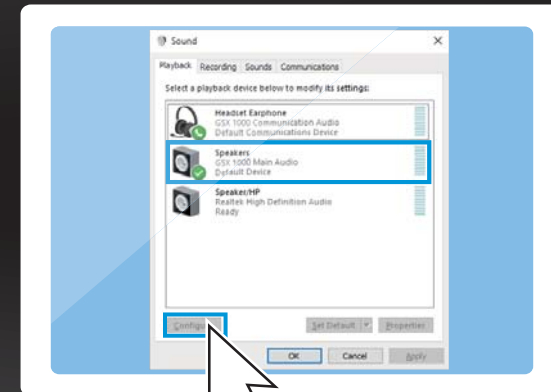 Sound
Playback Recording Sounds Communications
Select a playback device below to modify its settings:
Headset Earphone
GSX 1000 Communication Audio
Default Communications Device
Speakers
GSX 1000 Main Audio
Default Device
Speaker/HP
Realtek High Definition Audio
Ready
Set Default Properties
OK Cancel Apply